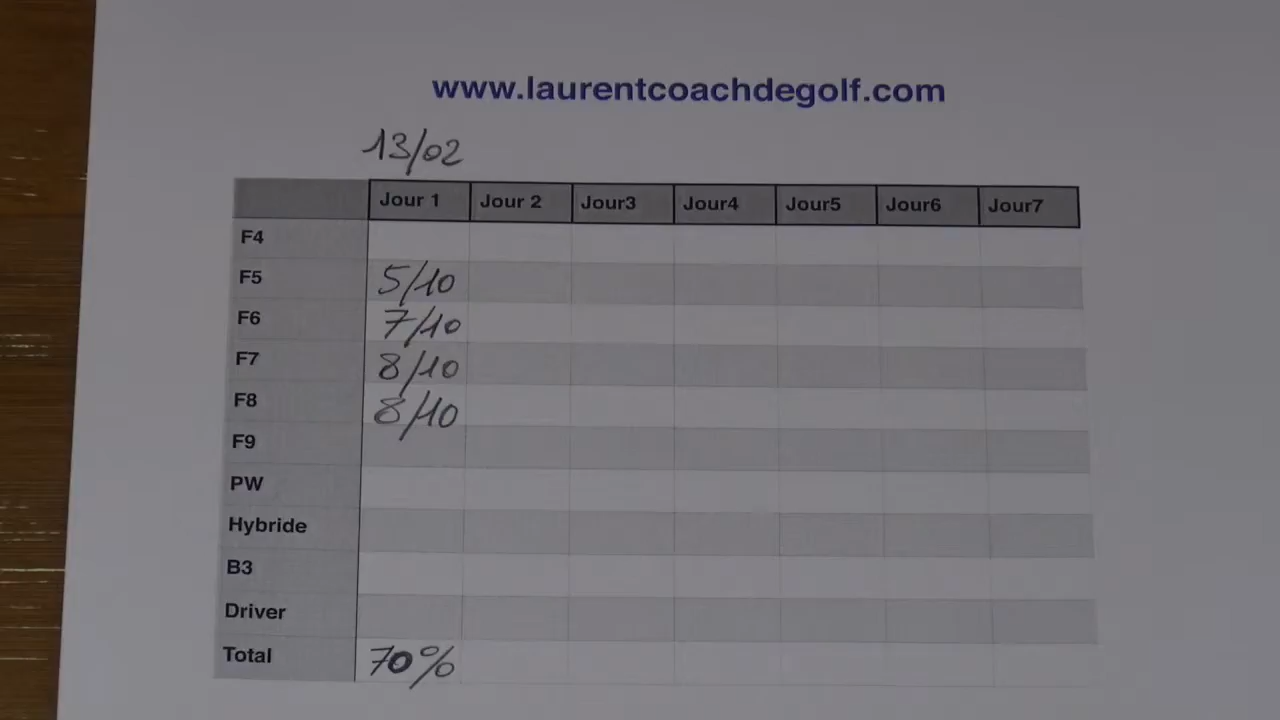 www.laurentcoachdegolf.com
13/02
Jour 1 Jour 2 Jour3 Jour4 Jour5 Jour6 Jour7
F4
F5 5/10
F6 7/10
F7 8/10
F8 8/10
F9
PW
Hybride
B3
Driver
Total 70%